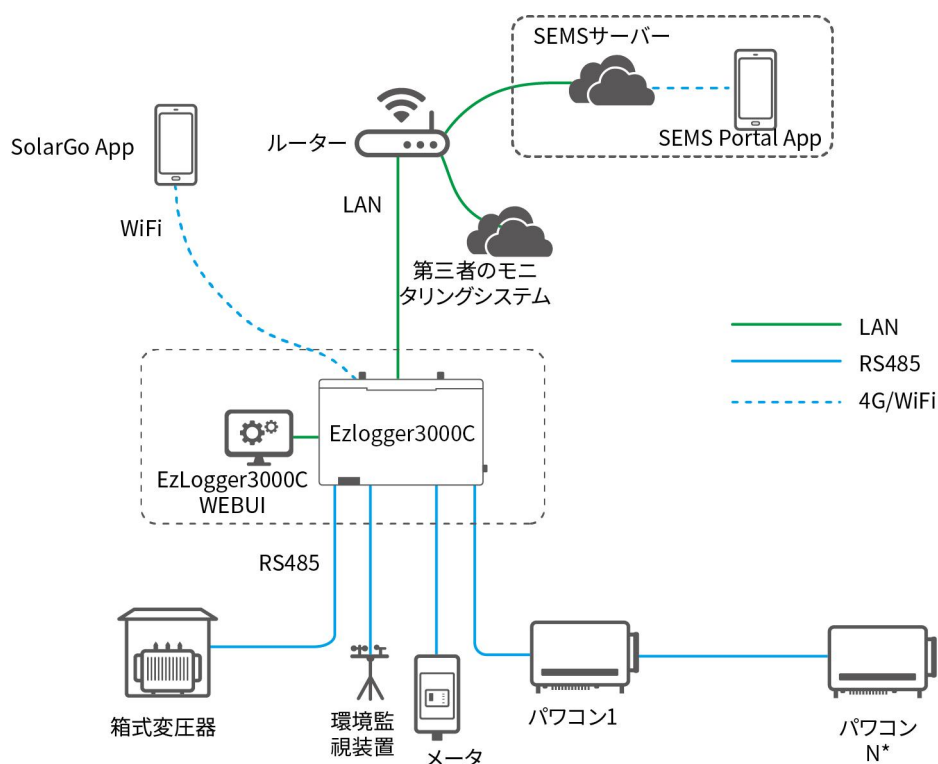 SEMSサーバー
SEMS Portal App
SolarGo App
ルーター
WiFi
LAN
第三者のモニ
タリングシステム
LAN
RS485
4G/WiFi
Ezlogger3000C
EzLogger3000C
WEBUI
RS485
箱式変圧器
環境監
視装置
メータ
パワコン1
パワコン
N*